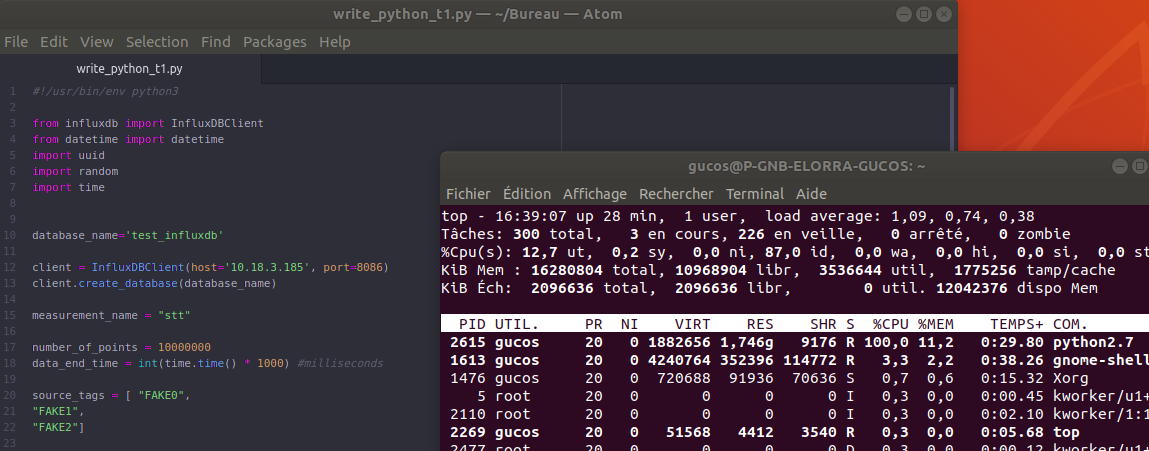 write_python_t1.py — ~/Bureau — Atom
File Edit View Selection Find Packages Help
write_python_t1.py
1 #!/usr/bin/env python3
2
3 from influxdb import InfluxDBClient
4 from datetime import datetime
5 import uuid
6 import random
7 import time
8
9
10 database_name='test_influxdb'
11
12 client = InfluxDBClient(host='10.18.3.185', port=8086)
13 client.create_database(database_name)
14
15 measurement_name = "stt"
16
17 number_of_points = 10000000
18 data_end_time = int(time.time() * 1000) #milliseconds
19
20 source_tags = [ "FAKE0",
21 "FAKE1",
22 "FAKE2"]
23
gucos@P-GNB-ELORRA-GUCOS: ~
Fichier Édition Affichage Rechercher Terminal Aide
top - 16:39:07 up 28 min, 1 user, load average: 1,09, 0,74, 0,38
Tâches: 300 total, 3 en cours, 226 en veille, 0 arrêté, 0 zombie
%Cpu(s): 12,7 ut, 0,2 sy, 0,0 ni, 87,0 id, 0,0 wa, 0,0 hi, 0,0 si, 0,0 st
KiB Mem : 16280804 total, 10968904 libr, 3536644 util, 1775256 tamp/cache
KiB Éch: 2096636 total, 2096636 libr, 0 util. 12042376 dispo Mem
PID UTIL. PR NI VIRT RES SHR S %CPU %MEM TEMPS+ COM.
2615 gucos 20 0 1882656 1,746g 9176 R 100,0 11,2 0:29.80 python2.7
1613 gucos 20 0 4240764 352396 114772 R 3,3 2,2 0:38.26 gnome-shell
1476 gucos 20 0 720688 91936 70636 S 0,7 0,6 0:15.32 Xorg
5 root 20 0 0 0 0 I 0,3 0,0 0:00.45 kworker/u1+
2110 root 20 0 0 0 0 I 0,3 0,0 0:02.10 kworker/1:1
2269 gucos 20 0 51568 4412 3540 R 0,3 0,0 0:05.68 top
2477 root 20 0 0 0 0 D 0,3 0,0 0:00.12 kworker/u1+